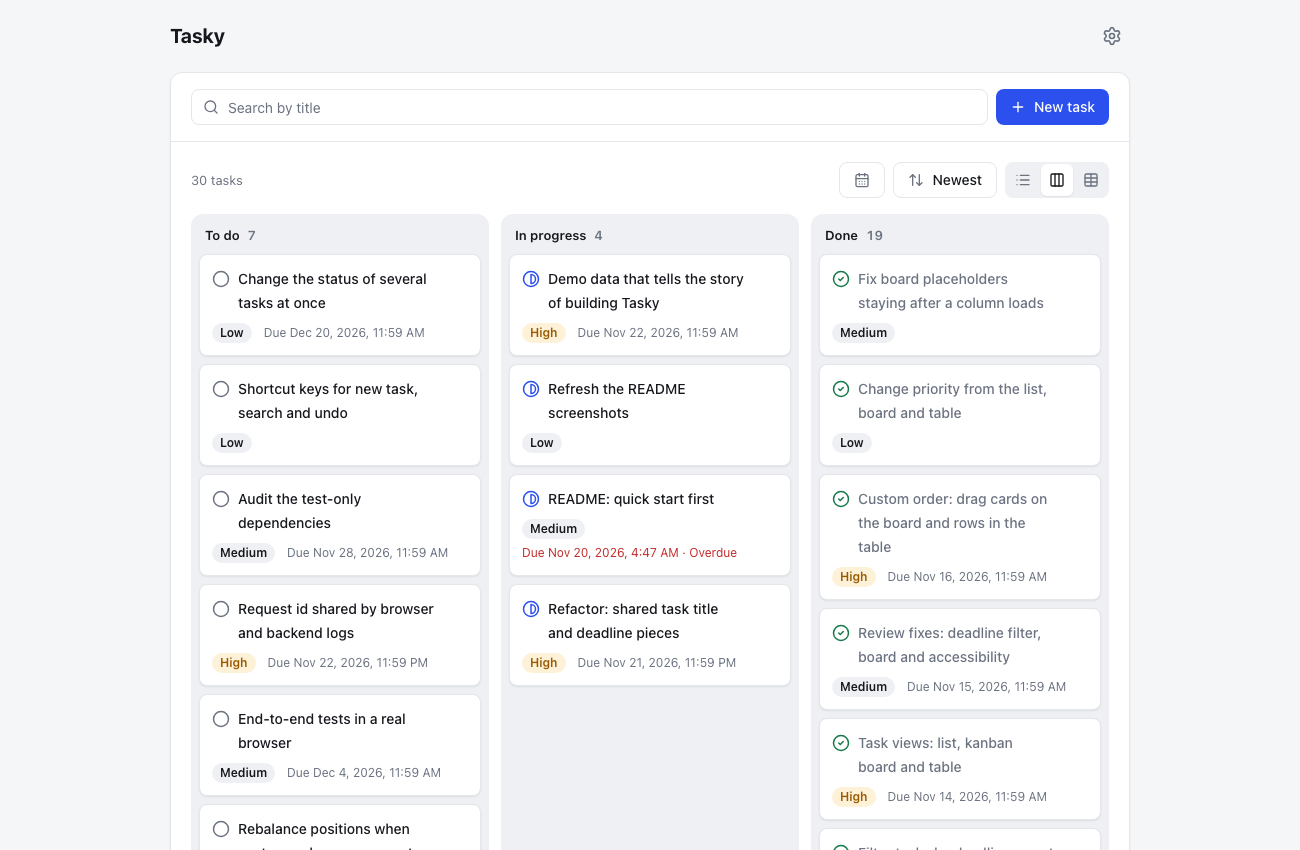 Tasky
Search by title
New task
30 tasks
Newest
To do 7
Change the status of several
tasks at once
Low Due Dec 20, 2026, 11:59 AM
Shortcut keys for new task,
search and undo
Low
Audit the test-only
dependencies
Medium Due Nov 28, 2026, 11:59 AM
Request id shared by browser
and backend logs
High Due Nov 22, 2026, 11:59 PM
End-to-end tests in a real
browser
Medium Due Dec 4, 2026, 11:59 AM
Rebalance positions when
In progress 4
Demo data that tells the story
of building Tasky
High Due Nov 22, 2026, 11:59 AM
Refresh the README
screenshots
Low
README: quick start first
Medium
Due Nov 20, 2026, 4:47 AM · Overdue
Refactor: shared task title
and deadline pieces
High Due Nov 21, 2026, 11:59 PM
Done 19
Fix board placeholders
staying after a column loads
Medium
Change priority from the list,
board and table
Low
Custom order: drag cards on
the board and rows in the
table
High Due Nov 16, 2026, 11:59 AM
Review fixes: deadline filter,
board and accessibility
Medium Due Nov 15, 2026, 11:59 AM
Task views: list, kanban
board and table
High Due Nov 14, 2026, 11:59 AM